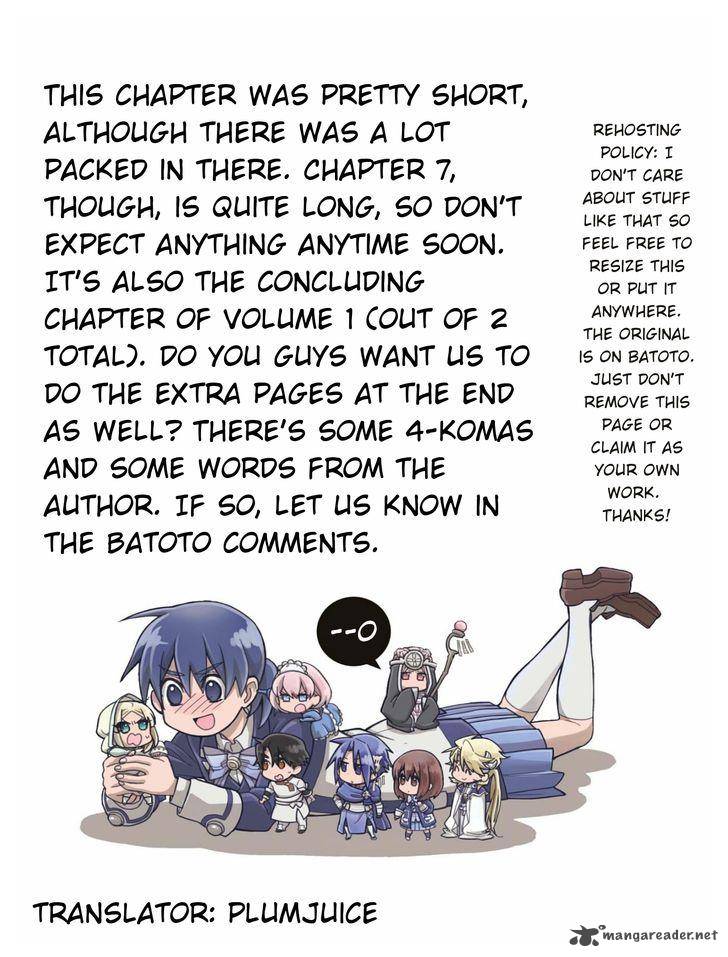 THIS CHAPTER WAS PRETTY SHORT,
ALTHOUGH THERE WAS A LOT
PACKED IN THERE. CHAPTER 7,
THOUGH, IS QUITE LONG, SO DON'T
EXPECT ANYTHING ANYTIME SOON.
IT'S ALSO THE CONCLUDING
CHAPTER OF VOLUME 1 (OUT OF 2
TOTAL). DO YOU GUYS WANT US TO
DO THE EXTRA PAGES AT THE END
AS WELL? THERE'S SOME 4-KOMAS
AND SOME WORDS FROM THE
AUTHOR. IF SO, LET US KNOW IN
THE BATOTO COMMENTS.
REHOSTING
POLICY: I
DON'T CARE
ABOUT STUFF
LIKE THAT SO
FEEL FREE TO
RESIZE THIS
OR PUT IT
ANYWHERE.
THE ORIGINAL
IS ON BATOTO.
JUST DON'T
REMOVE THIS
PAGE OR
CLAIM IT AS
YOUR OWN
WORK.
THANKS!
--O
TRANSLATOR: PLUMJUICE
mangareader.net